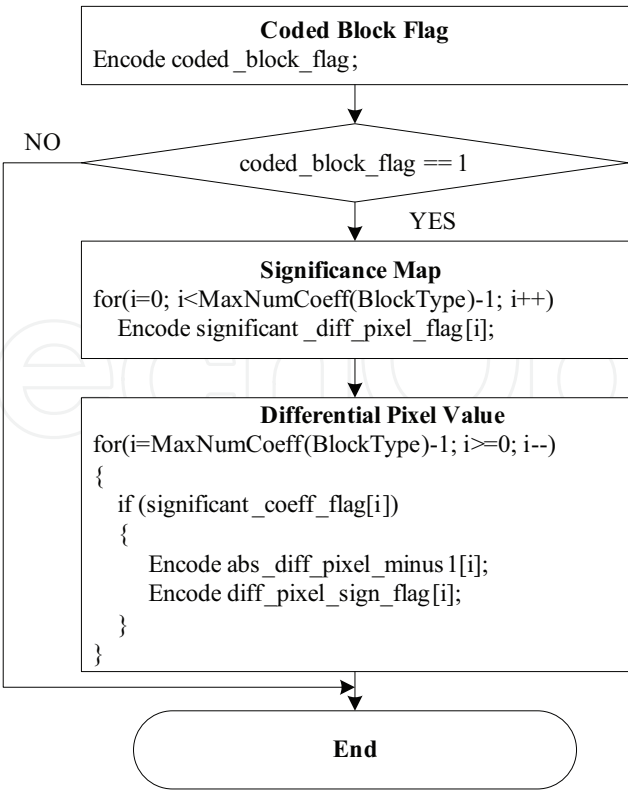 Coded Block Flag
Encode coded_block_flag;
NO
coded_block_flag == 1
YES
Significance Map
for(i=0; i<MaxNumCoeff(BlockType)-1; i++)
Encode significant_diff_pixel_flag[i];
Differential Pixel Value
for(i=MaxNumCoeff(BlockType)-1; i>=0; i--)
{
if (significant_coeff_flag[i])
{
Encode abs_diff_pixel_minus1[i];
Encode diff_pixel_sign_flag[i];
}
}
End